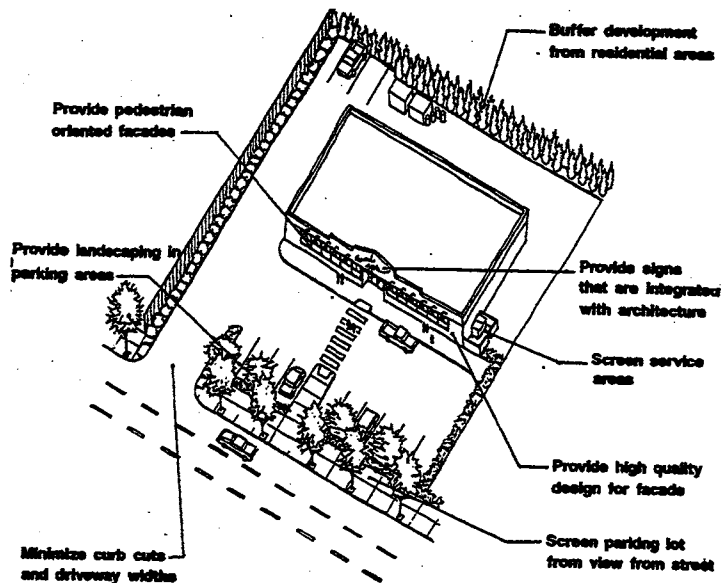 Buffer development
from residential areas
Provide pedestrian
oriented facades
Provide landscaping in
parking areas
Provide signs
that are integrated
with architecture
Screen service
areas
Provide high quality
design for facade
Screen parking lot
from view from street
Minimize curb cuts
and driveway widths